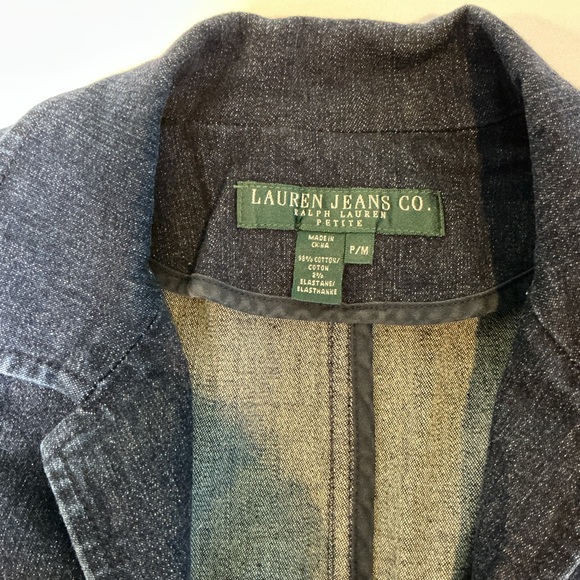 LAUREN JEANS CO.
RALPH LAUREN
PETITE
MADE IN
CHINA
P/M
98% COTTON/
COTON
2%
ELASTANE/
ELASTHANNE